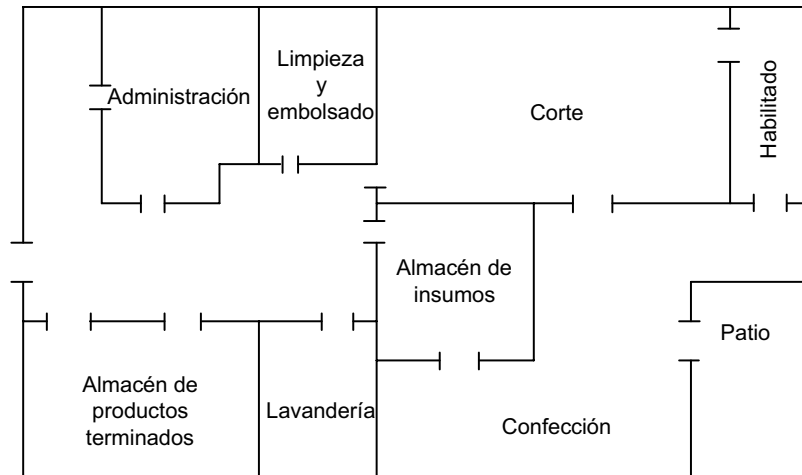 Limpieza
y
embolsado
Administración
Corte
Habilitado
Almacén de
insumos
Patio
Almacén de
productos
terminados
Lavandería
Confección